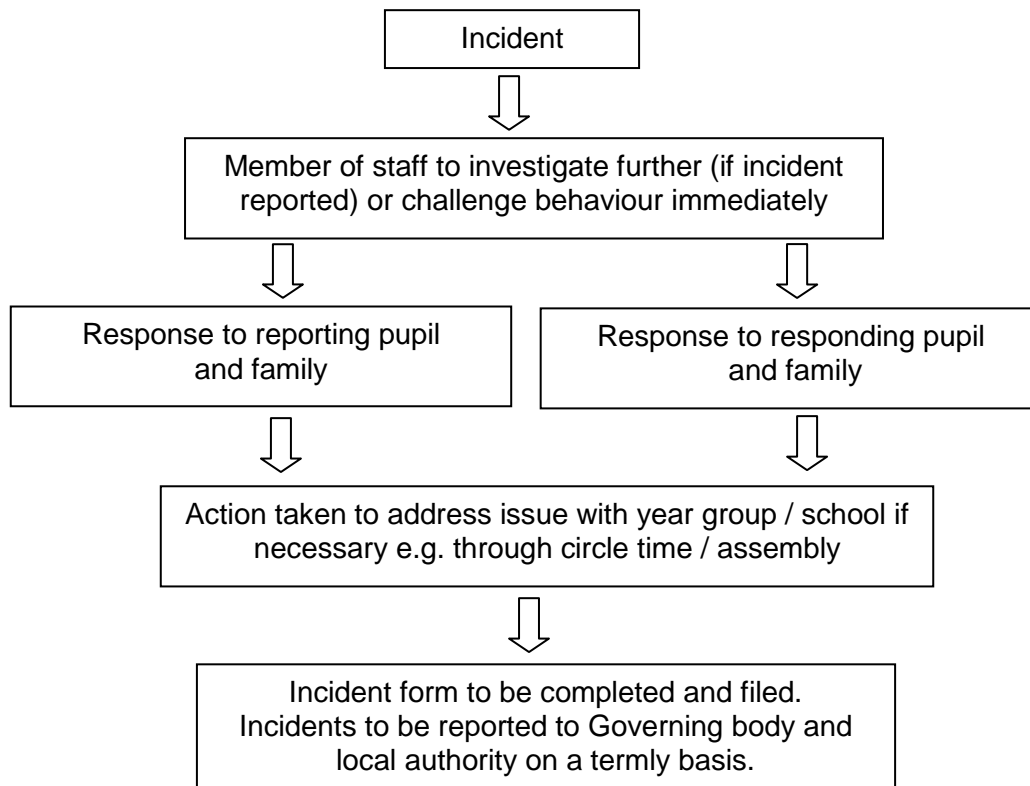 Incident
Member of staff to investigate further (if incident
reported) or challenge behaviour immediately
Response to reporting pupil
and family
Response to responding pupil
and family
Action taken to address issue with year group / school if
necessary e.g. through circle time / assembly
Incident form to be completed and filed.
Incidents to be reported to Governing body and
local authority on a termly basis.